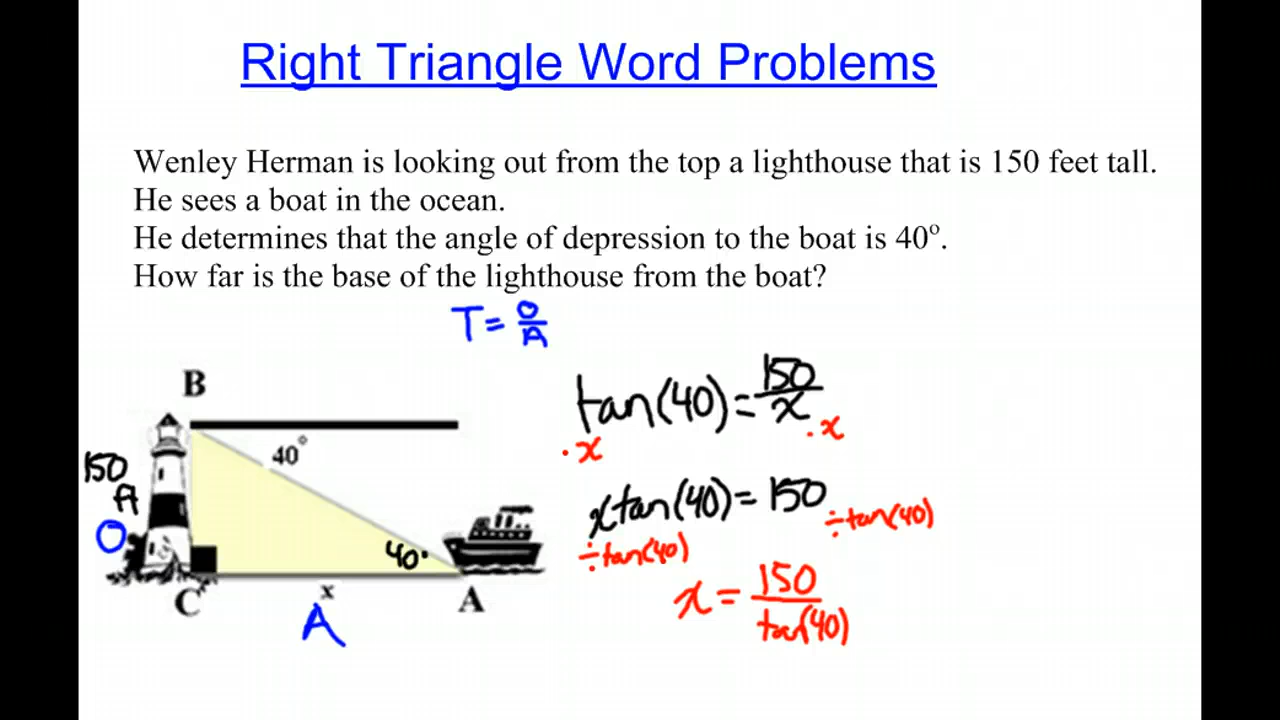 Right Triangle Word Problems
Wenley Herman is looking out from the top a lighthouse that is 150 feet tall.
He sees a boat in the ocean.
He determines that the angle of depression to the boat is 40°.
How far is the base of the lighthouse from the boat?
T = O/A
B
40°
150
ft
O
40°
C
x
A
A
tan(40) = 150/x
· x · x
x tan(40) = 150
÷ tan(40) ÷ tan(40)
x = 150/tan(40)